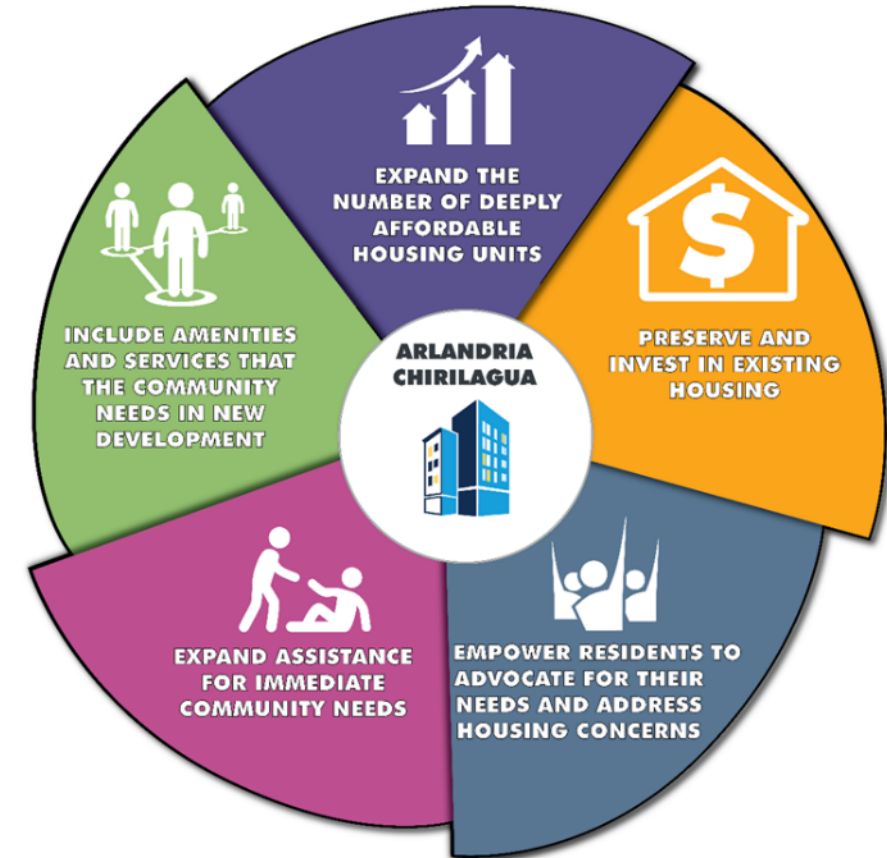 EXPAND THE
NUMBER OF DEEPLY
AFFORDABLE
HOUSING UNITS
PRESERVE AND
INVEST IN EXISTING
HOUSING
EMPOWER RESIDENTS TO
ADVOCATE FOR THEIR
NEEDS AND ADDRESS
HOUSING CONCERNS
EXPAND ASSISTANCE
FOR IMMEDIATE
COMMUNITY NEEDS
INCLUDE AMENITIES
AND SERVICES THAT
THE COMMUNITY
NEEDS IN NEW
DEVELOPMENT
ARLANDRIA
CHIRILAGUA
$